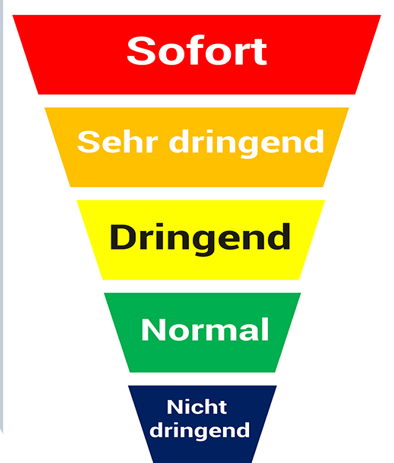 Sofort
Sehr dringend
Dringend
Normal
Nicht
dringend